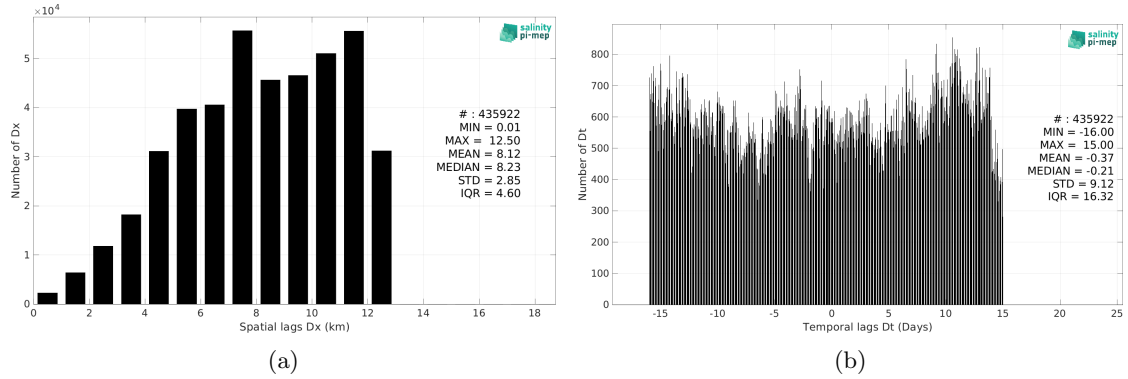 ×10⁴
5
4
3
2
1
0
Number of Dx
0 2 4 6 8 10 12 14 16 18
Spatial lags Dx (km)
salinity
pi-mep
# : 435922
MIN = 0.01
MAX = 12.50
MEAN = 8.12
MEDIAN = 8.23
STD = 2.85
IQR = 4.60
(a)
800
700
600
500
400
300
200
100
0
Number of Dt
-15 -10 -5 0 5 10 15 20 25
Temporal lags Dt (Days)
salinity
pi-mep
# : 435922
MIN = -16.00
MAX = 15.00
MEAN = -0.37
MEDIAN = -0.21
STD = 9.12
IQR = 16.32
(b)